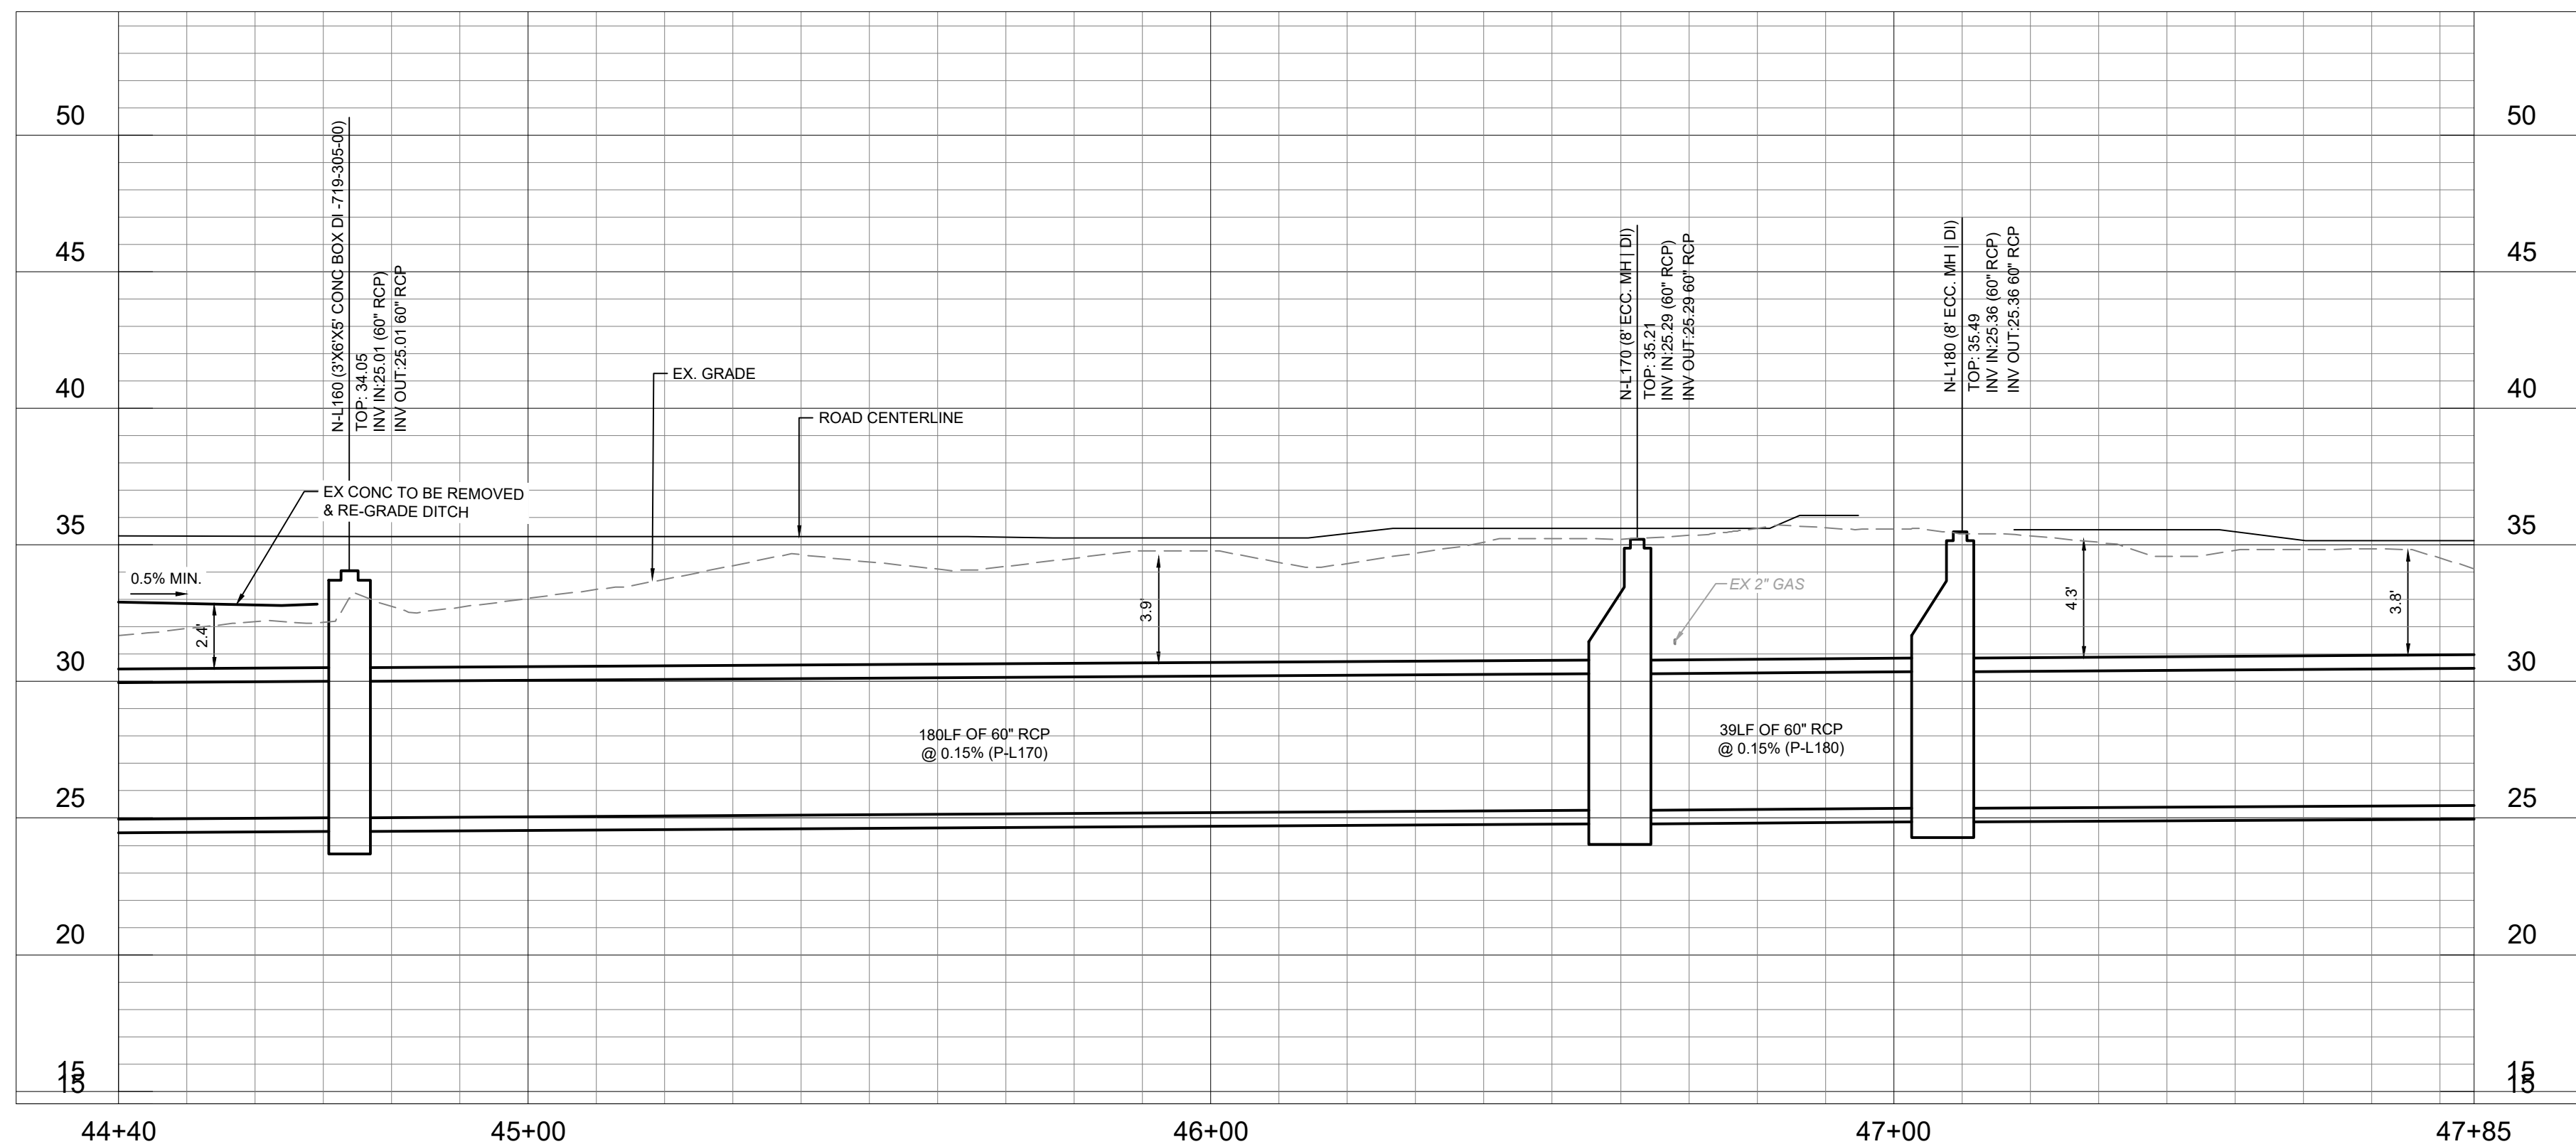 50
50
45
45
40
40
35
35
30
30
25
25
20
20
15
15
15
15
N-L160 (3'X6'X5' CONC BOX DI -719-305-00)
TOP: 34.05
INV IN:25.01 (60" RCP)
INV OUT:25.01 60" RCP
N-L170 (8' ECC. MH | DI)
TOP: 35.21
INV IN:25.29 (60" RCP)
INV OUT:25.29 60" RCP
N-L180 (8' ECC. MH | DI)
TOP: 35.49
INV IN:25.36 (60" RCP)
INV OUT:25.36 60" RCP
EX. GRADE
ROAD CENTERLINE
EX CONC TO BE REMOVED
& RE-GRADE DITCH
0.5% MIN.
2.4'
3.9'
EX 2" GAS
4.3'
3.8'
180LF OF 60" RCP
@ 0.15% (P-L170)
39LF OF 60" RCP
@ 0.15% (P-L180)
44+40
45+00
46+00
47+00
47+85